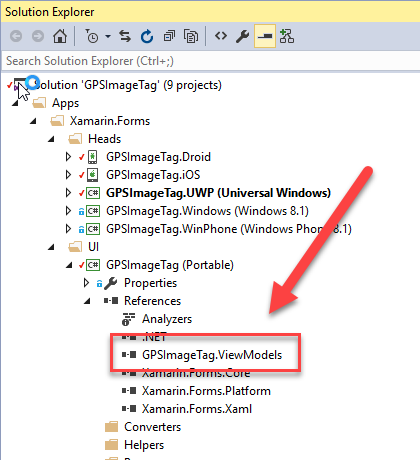 Solution Explorer
Search Solution Explorer (Ctrl+;)
Solution 'GPSImageTag' (9 projects)
Apps
Xamarin.Forms
Heads
GPSImageTag.Droid
GPSImageTag.iOS
C# GPSImageTag.UWP (Universal Windows)
C# GPSImageTag.Windows (Windows 8.1)
C# GPSImageTag.WinPhone (Windows Phone 8.1)
UI
C# GPSImageTag (Portable)
Properties
References
Analyzers
.NET
GPSImageTag.ViewModels
Xamarin.Forms.Core
Xamarin.Forms.Platform
Xamarin.Forms.Xaml
Converters
Helpers